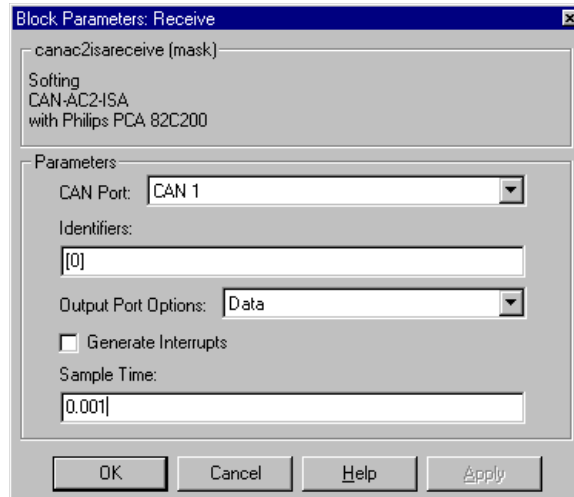 Block Parameters: Receive
canac2isareceive (mask)
Softing
CAN-AC2-ISA
with Philips PCA 82C200
Parameters
CAN Port: CAN 1
Identifiers:
[0]
Output Port Options: Data
Generate Interrupts
Sample Time:
0.001
OK Cancel Help Apply